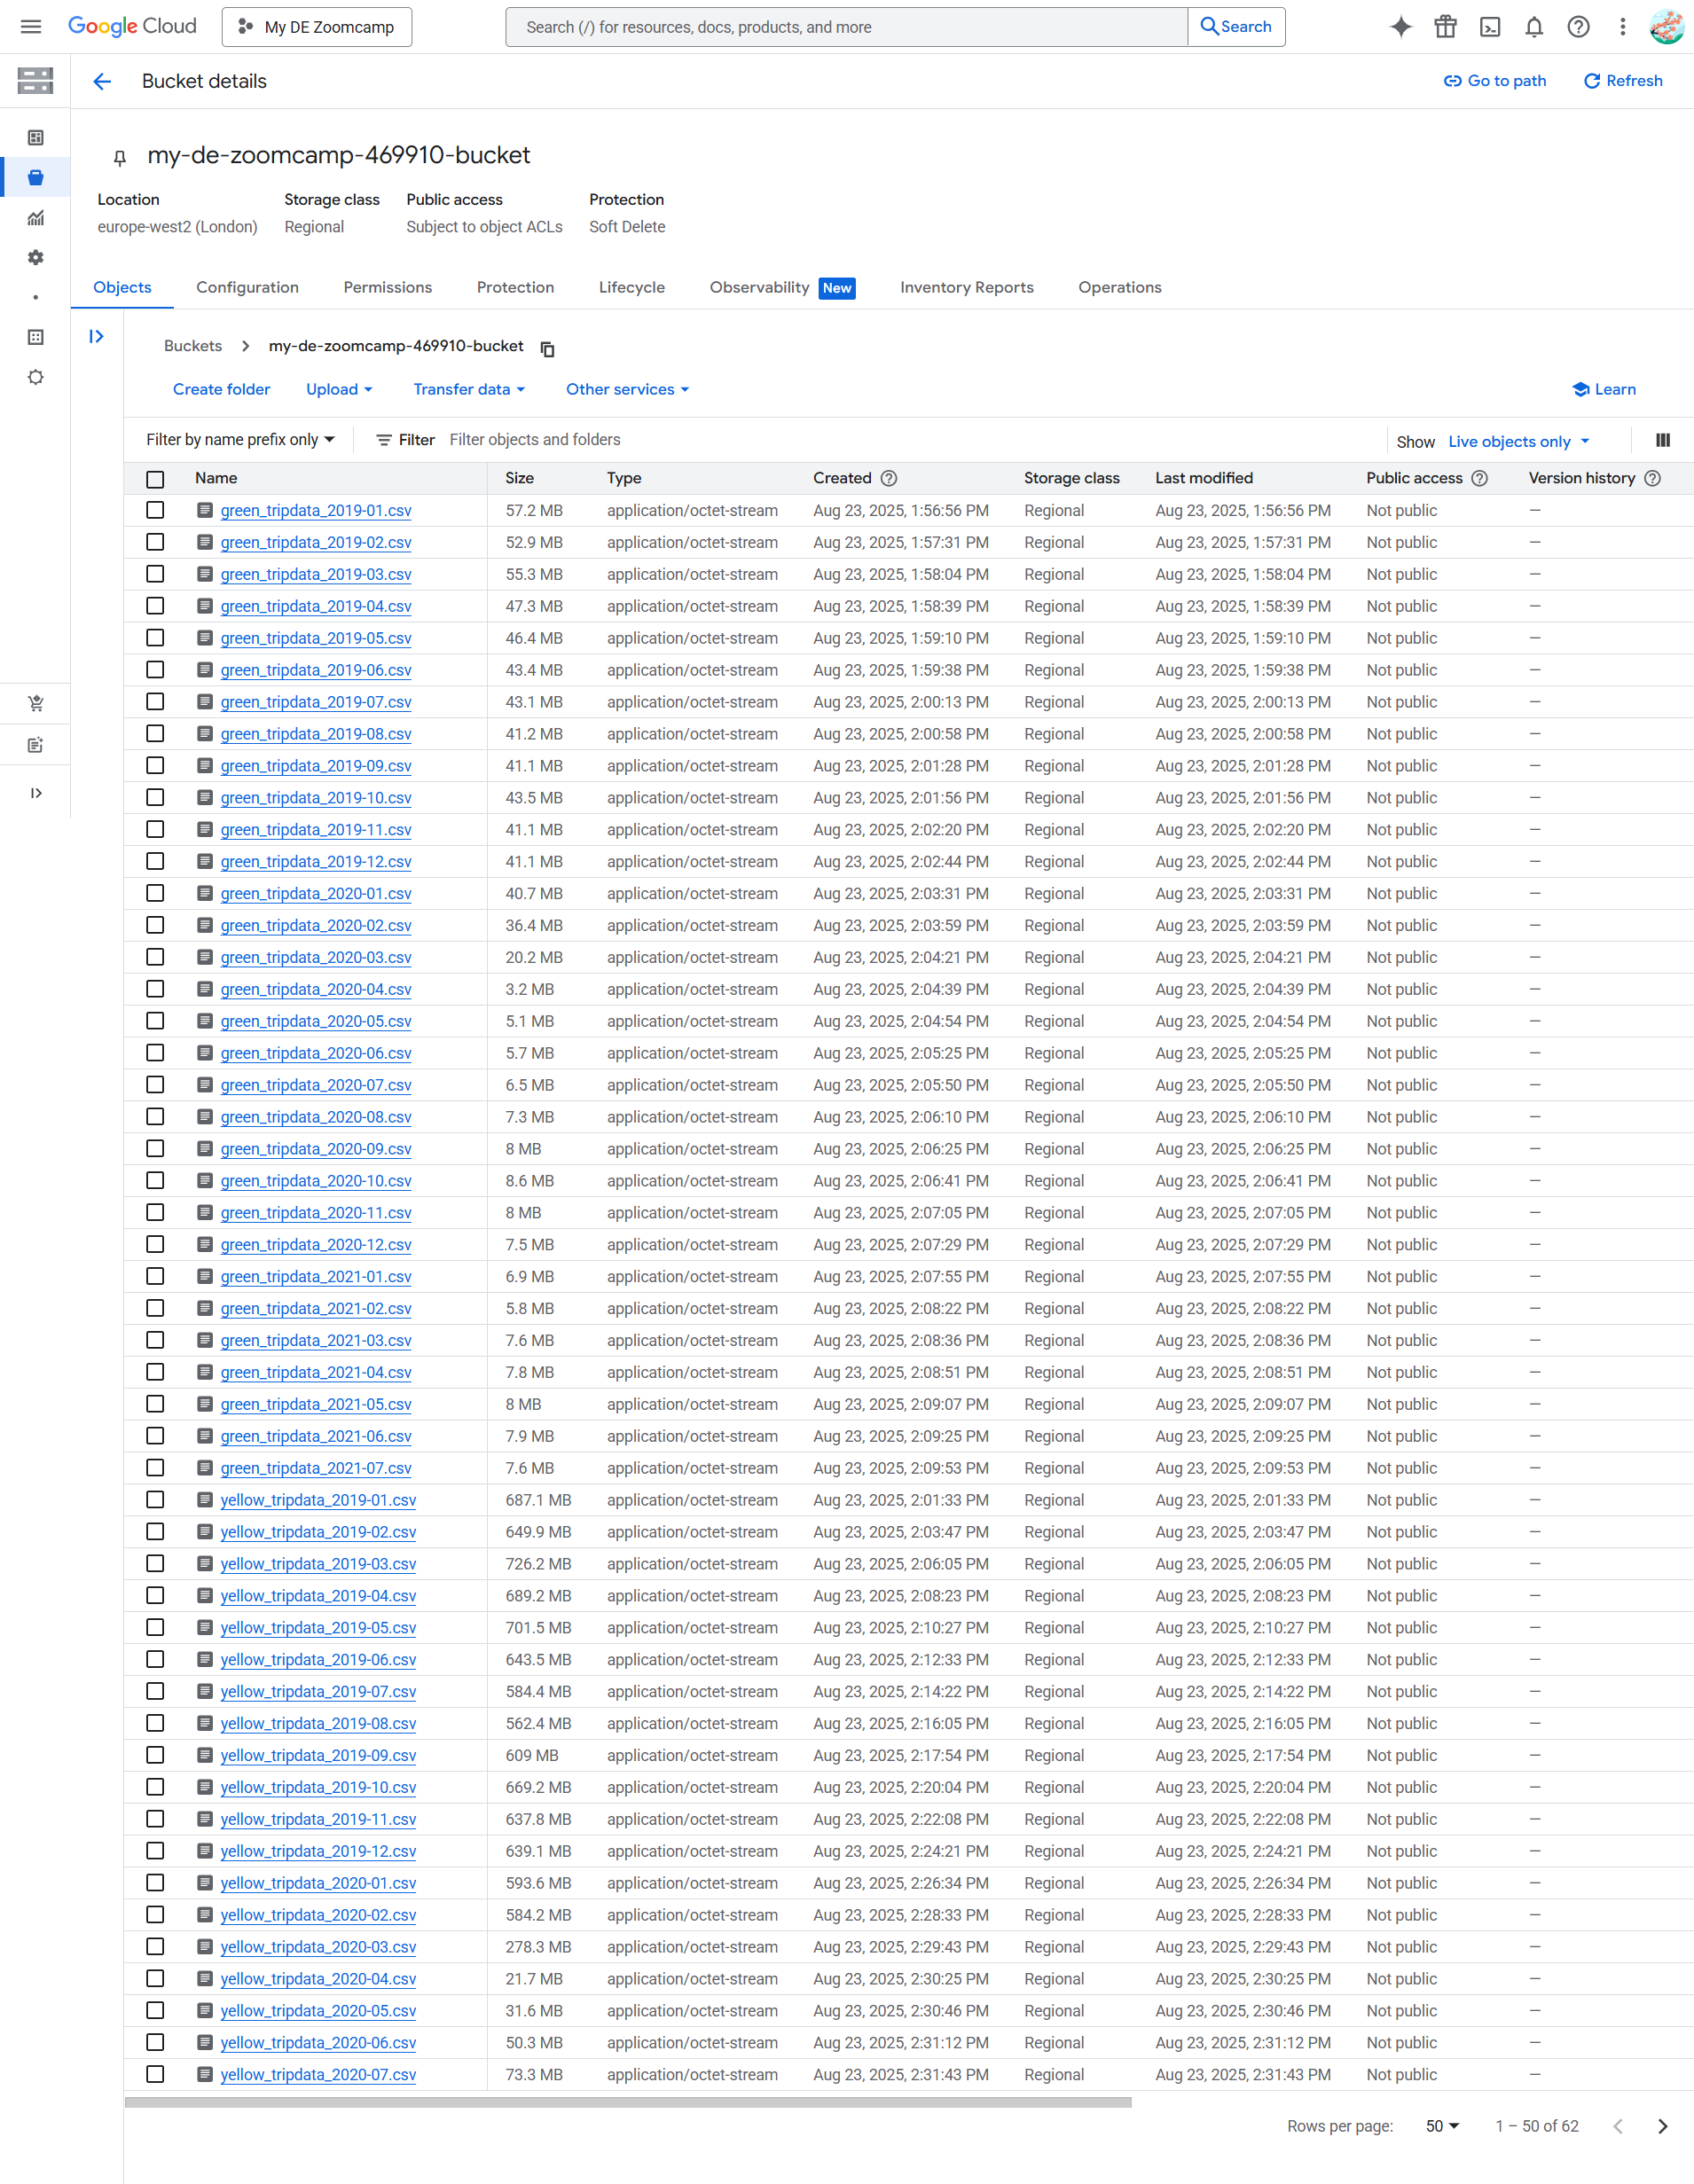 Google Cloud My DE Zoomcamp Search (/) for resources, docs, products, and more Search
Bucket details Go to path Refresh
my-de-zoomcamp-469910-bucket
Location Storage class Public access Protection
europe-west2 (London) Regional Subject to object ACLs Soft Delete
Objects Configuration Permissions Protection Lifecycle Observability New Inventory Reports Operations
Buckets my-de-zoomcamp-469910-bucket
Create folder Upload Transfer data Other services Learn
Filter by name prefix only Filter Filter objects and folders Show Live objects only
Name Size Type Created Storage class Last modified Public access Version history
green_tripdata_2019-01.csv 57.2 MB application/octet-stream Aug 23, 2025, 1:56:56 PM Regional Aug 23, 2025, 1:56:56 PM Not public —
green_tripdata_2019-02.csv 52.9 MB application/octet-stream Aug 23, 2025, 1:57:31 PM Regional Aug 23, 2025, 1:57:31 PM Not public —
green_tripdata_2019-03.csv 55.3 MB application/octet-stream Aug 23, 2025, 1:58:04 PM Regional Aug 23, 2025, 1:58:04 PM Not public —
green_tripdata_2019-04.csv 47.3 MB application/octet-stream Aug 23, 2025, 1:58:39 PM Regional Aug 23, 2025, 1:58:39 PM Not public —
green_tripdata_2019-05.csv 46.4 MB application/octet-stream Aug 23, 2025, 1:59:10 PM Regional Aug 23, 2025, 1:59:10 PM Not public —
green_tripdata_2019-06.csv 43.4 MB application/octet-stream Aug 23, 2025, 1:59:38 PM Regional Aug 23, 2025, 1:59:38 PM Not public —
green_tripdata_2019-07.csv 43.1 MB application/octet-stream Aug 23, 2025, 2:00:13 PM Regional Aug 23, 2025, 2:00:13 PM Not public —
green_tripdata_2019-08.csv 41.2 MB application/octet-stream Aug 23, 2025, 2:00:58 PM Regional Aug 23, 2025, 2:00:58 PM Not public —
green_tripdata_2019-09.csv 41.1 MB application/octet-stream Aug 23, 2025, 2:01:28 PM Regional Aug 23, 2025, 2:01:28 PM Not public —
green_tripdata_2019-10.csv 43.5 MB application/octet-stream Aug 23, 2025, 2:01:56 PM Regional Aug 23, 2025, 2:01:56 PM Not public —
green_tripdata_2019-11.csv 41.1 MB application/octet-stream Aug 23, 2025, 2:02:20 PM Regional Aug 23, 2025, 2:02:20 PM Not public —
green_tripdata_2019-12.csv 41.1 MB application/octet-stream Aug 23, 2025, 2:02:44 PM Regional Aug 23, 2025, 2:02:44 PM Not public —
green_tripdata_2020-01.csv 40.7 MB application/octet-stream Aug 23, 2025, 2:03:31 PM Regional Aug 23, 2025, 2:03:31 PM Not public —
green_tripdata_2020-02.csv 36.4 MB application/octet-stream Aug 23, 2025, 2:03:59 PM Regional Aug 23, 2025, 2:03:59 PM Not public —
green_tripdata_2020-03.csv 20.2 MB application/octet-stream Aug 23, 2025, 2:04:21 PM Regional Aug 23, 2025, 2:04:21 PM Not public —
green_tripdata_2020-04.csv 3.2 MB application/octet-stream Aug 23, 2025, 2:04:39 PM Regional Aug 23, 2025, 2:04:39 PM Not public —
green_tripdata_2020-05.csv 5.1 MB application/octet-stream Aug 23, 2025, 2:04:54 PM Regional Aug 23, 2025, 2:04:54 PM Not public —
green_tripdata_2020-06.csv 5.7 MB application/octet-stream Aug 23, 2025, 2:05:25 PM Regional Aug 23, 2025, 2:05:25 PM Not public —
green_tripdata_2020-07.csv 6.5 MB application/octet-stream Aug 23, 2025, 2:05:50 PM Regional Aug 23, 2025, 2:05:50 PM Not public —
green_tripdata_2020-08.csv 7.3 MB application/octet-stream Aug 23, 2025, 2:06:10 PM Regional Aug 23, 2025, 2:06:10 PM Not public —
green_tripdata_2020-09.csv 8 MB application/octet-stream Aug 23, 2025, 2:06:25 PM Regional Aug 23, 2025, 2:06:25 PM Not public —
green_tripdata_2020-10.csv 8.6 MB application/octet-stream Aug 23, 2025, 2:06:41 PM Regional Aug 23, 2025, 2:06:41 PM Not public —
green_tripdata_2020-11.csv 8 MB application/octet-stream Aug 23, 2025, 2:07:05 PM Regional Aug 23, 2025, 2:07:05 PM Not public —
green_tripdata_2020-12.csv 7.5 MB application/octet-stream Aug 23, 2025, 2:07:29 PM Regional Aug 23, 2025, 2:07:29 PM Not public —
green_tripdata_2021-01.csv 6.9 MB application/octet-stream Aug 23, 2025, 2:07:55 PM Regional Aug 23, 2025, 2:07:55 PM Not public —
green_tripdata_2021-02.csv 5.8 MB application/octet-stream Aug 23, 2025, 2:08:22 PM Regional Aug 23, 2025, 2:08:22 PM Not public —
green_tripdata_2021-03.csv 7.6 MB application/octet-stream Aug 23, 2025, 2:08:36 PM Regional Aug 23, 2025, 2:08:36 PM Not public —
green_tripdata_2021-04.csv 7.8 MB application/octet-stream Aug 23, 2025, 2:08:51 PM Regional Aug 23, 2025, 2:08:51 PM Not public —
green_tripdata_2021-05.csv 8 MB application/octet-stream Aug 23, 2025, 2:09:07 PM Regional Aug 23, 2025, 2:09:07 PM Not public —
green_tripdata_2021-06.csv 7.9 MB application/octet-stream Aug 23, 2025, 2:09:25 PM Regional Aug 23, 2025, 2:09:25 PM Not public —
green_tripdata_2021-07.csv 7.6 MB application/octet-stream Aug 23, 2025, 2:09:53 PM Regional Aug 23, 2025, 2:09:53 PM Not public —
yellow_tripdata_2019-01.csv 687.1 MB application/octet-stream Aug 23, 2025, 2:01:33 PM Regional Aug 23, 2025, 2:01:33 PM Not public —
yellow_tripdata_2019-02.csv 649.9 MB application/octet-stream Aug 23, 2025, 2:03:47 PM Regional Aug 23, 2025, 2:03:47 PM Not public —
yellow_tripdata_2019-03.csv 726.2 MB application/octet-stream Aug 23, 2025, 2:06:05 PM Regional Aug 23, 2025, 2:06:05 PM Not public —
yellow_tripdata_2019-04.csv 689.2 MB application/octet-stream Aug 23, 2025, 2:08:23 PM Regional Aug 23, 2025, 2:08:23 PM Not public —
yellow_tripdata_2019-05.csv 701.5 MB application/octet-stream Aug 23, 2025, 2:10:27 PM Regional Aug 23, 2025, 2:10:27 PM Not public —
yellow_tripdata_2019-06.csv 643.5 MB application/octet-stream Aug 23, 2025, 2:12:33 PM Regional Aug 23, 2025, 2:12:33 PM Not public —
yellow_tripdata_2019-07.csv 584.4 MB application/octet-stream Aug 23, 2025, 2:14:22 PM Regional Aug 23, 2025, 2:14:22 PM Not public —
yellow_tripdata_2019-08.csv 562.4 MB application/octet-stream Aug 23, 2025, 2:16:05 PM Regional Aug 23, 2025, 2:16:05 PM Not public —
yellow_tripdata_2019-09.csv 609 MB application/octet-stream Aug 23, 2025, 2:17:54 PM Regional Aug 23, 2025, 2:17:54 PM Not public —
yellow_tripdata_2019-10.csv 669.2 MB application/octet-stream Aug 23, 2025, 2:20:04 PM Regional Aug 23, 2025, 2:20:04 PM Not public —
yellow_tripdata_2019-11.csv 637.8 MB application/octet-stream Aug 23, 2025, 2:22:08 PM Regional Aug 23, 2025, 2:22:08 PM Not public —
yellow_tripdata_2019-12.csv 639.1 MB application/octet-stream Aug 23, 2025, 2:24:21 PM Regional Aug 23, 2025, 2:24:21 PM Not public —
yellow_tripdata_2020-01.csv 593.6 MB application/octet-stream Aug 23, 2025, 2:26:34 PM Regional Aug 23, 2025, 2:26:34 PM Not public —
yellow_tripdata_2020-02.csv 584.2 MB application/octet-stream Aug 23, 2025, 2:28:33 PM Regional Aug 23, 2025, 2:28:33 PM Not public —
yellow_tripdata_2020-03.csv 278.3 MB application/octet-stream Aug 23, 2025, 2:29:43 PM Regional Aug 23, 2025, 2:29:43 PM Not public —
yellow_tripdata_2020-04.csv 21.7 MB application/octet-stream Aug 23, 2025, 2:30:25 PM Regional Aug 23, 2025, 2:30:25 PM Not public —
yellow_tripdata_2020-05.csv 31.6 MB application/octet-stream Aug 23, 2025, 2:30:46 PM Regional Aug 23, 2025, 2:30:46 PM Not public —
yellow_tripdata_2020-06.csv 50.3 MB application/octet-stream Aug 23, 2025, 2:31:12 PM Regional Aug 23, 2025, 2:31:12 PM Not public —
yellow_tripdata_2020-07.csv 73.3 MB application/octet-stream Aug 23, 2025, 2:31:43 PM Regional Aug 23, 2025, 2:31:43 PM Not public —
Rows per page: 50 1 – 50 of 62